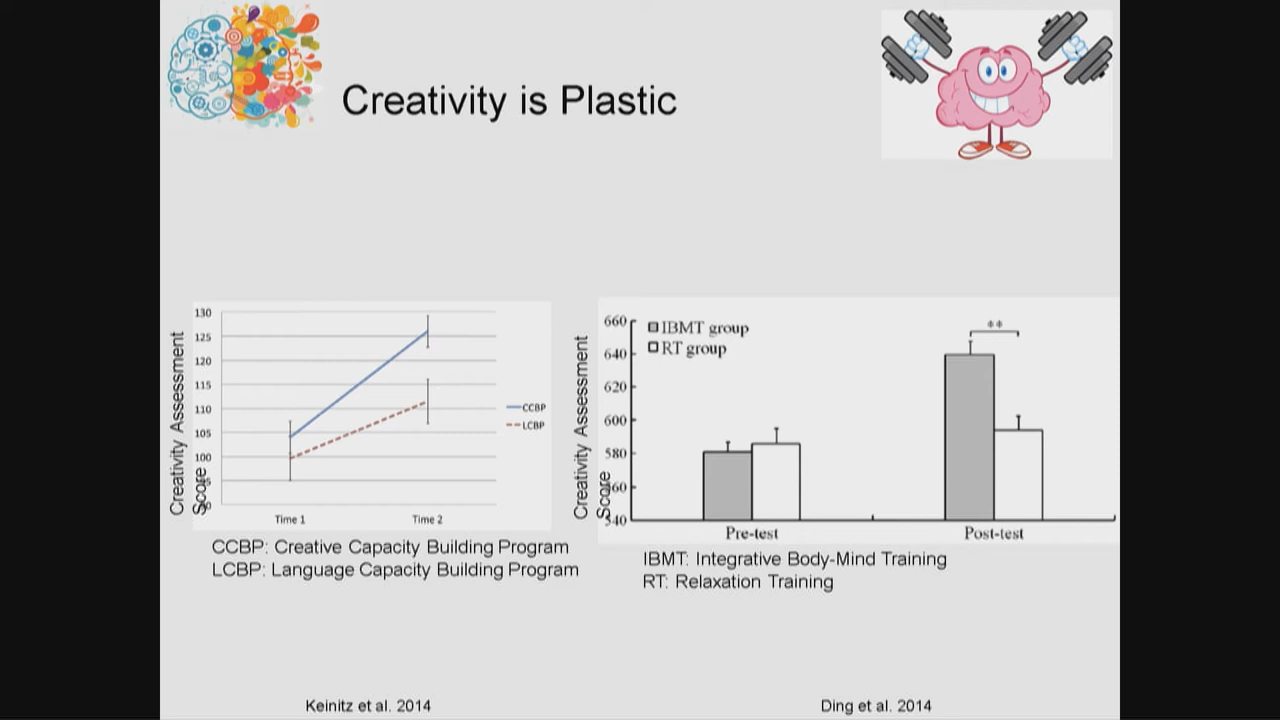 Creativity is Plastic
Creativity Assessment
Score
130
125
120
115
110
105
100
CCBP
LCBP
Time 1
Time 2
CCBP: Creative Capacity Building Program
LCBP: Language Capacity Building Program
Keinitz et al. 2014
Creativity Assessment
Score
660
640
620
600
580
IBMT group
RT group
**
Pre-test
Post-test
IBMT: Integrative Body-Mind Training
RT: Relaxation Training
Ding et al. 2014